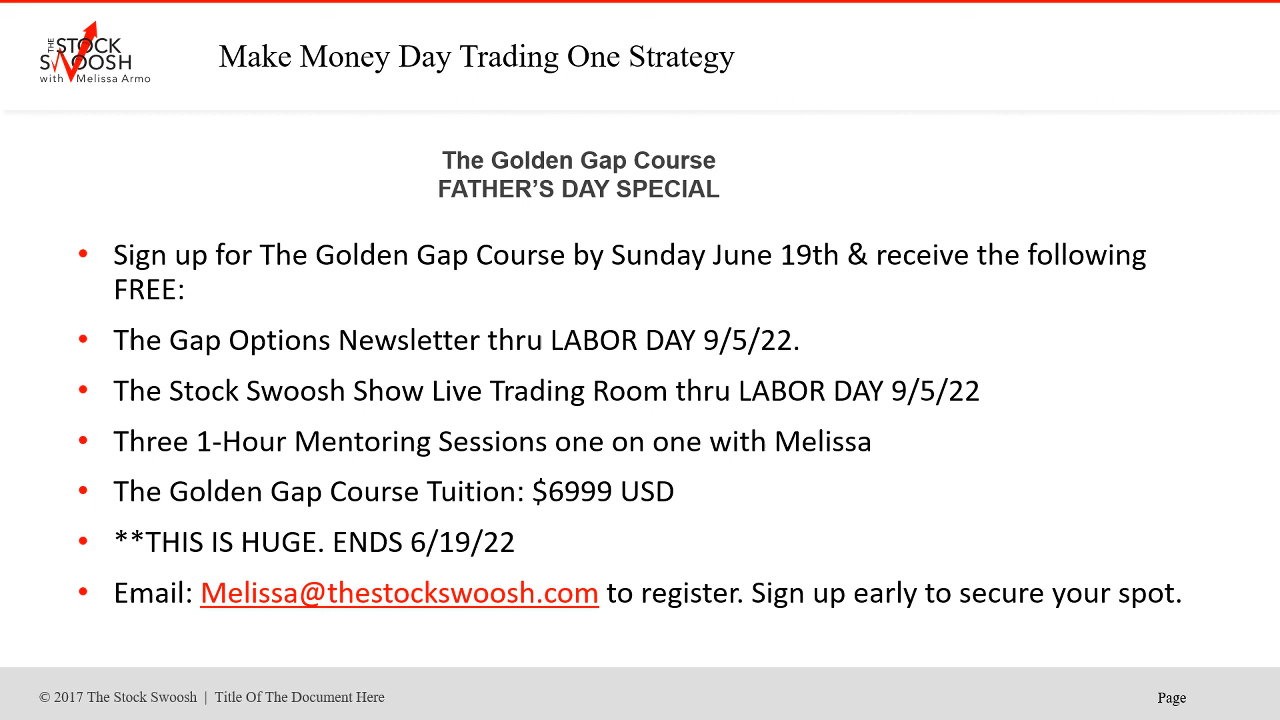 THE STOCK
SWOOSH
with Melissa Armo
Make Money Day Trading One Strategy
The Golden Gap Course
FATHER’S DAY SPECIAL
• Sign up for The Golden Gap Course by Sunday June 19th & receive the following
FREE:
• The Gap Options Newsletter thru LABOR DAY 9/5/22.
• The Stock Swoosh Show Live Trading Room thru LABOR DAY 9/5/22
• Three 1-Hour Mentoring Sessions one on one with Melissa
• The Golden Gap Course Tuition: $6999 USD
• **THIS IS HUGE. ENDS 6/19/22
• Email: Melissa@thestockswoosh.com to register. Sign up early to secure your spot.
© 2017 The Stock Swoosh | Title Of The Document Here
Page